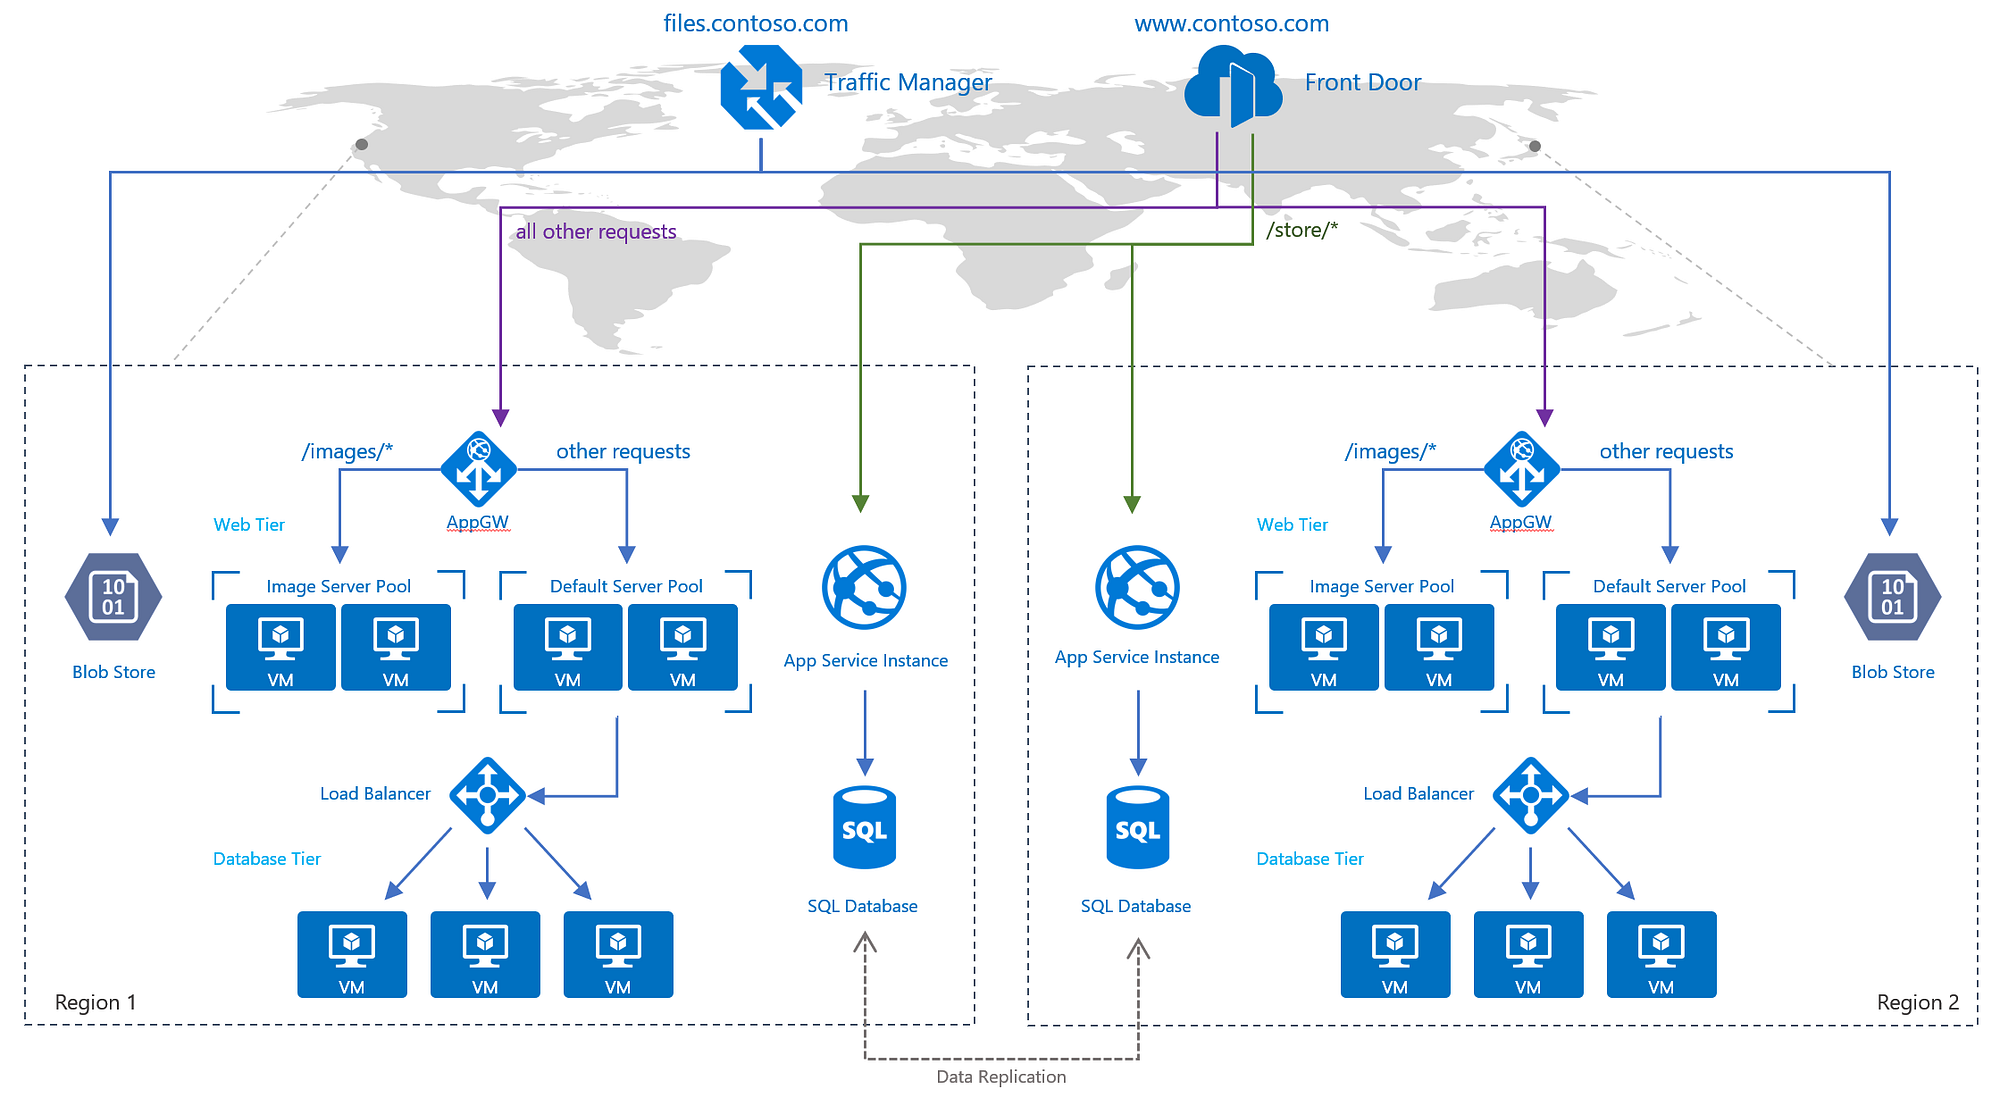 files.contoso.com
www.contoso.com
Traffic Manager
Front Door
all other requests
/store/*
/images/*
other requests
Web Tier
AppGW
Image Server Pool
Default Server Pool
10
01
VM
VM
VM
VM
Blob Store
App Service Instance
Load Balancer
SQL
Database Tier
SQL Database
VM
VM
VM
Region 1
/images/*
other requests
Web Tier
AppGW
Image Server Pool
Default Server Pool
10
01
VM
VM
VM
VM
App Service Instance
Blob Store
Load Balancer
SQL
Database Tier
SQL Database
VM
VM
VM
Region 2
Data Replication